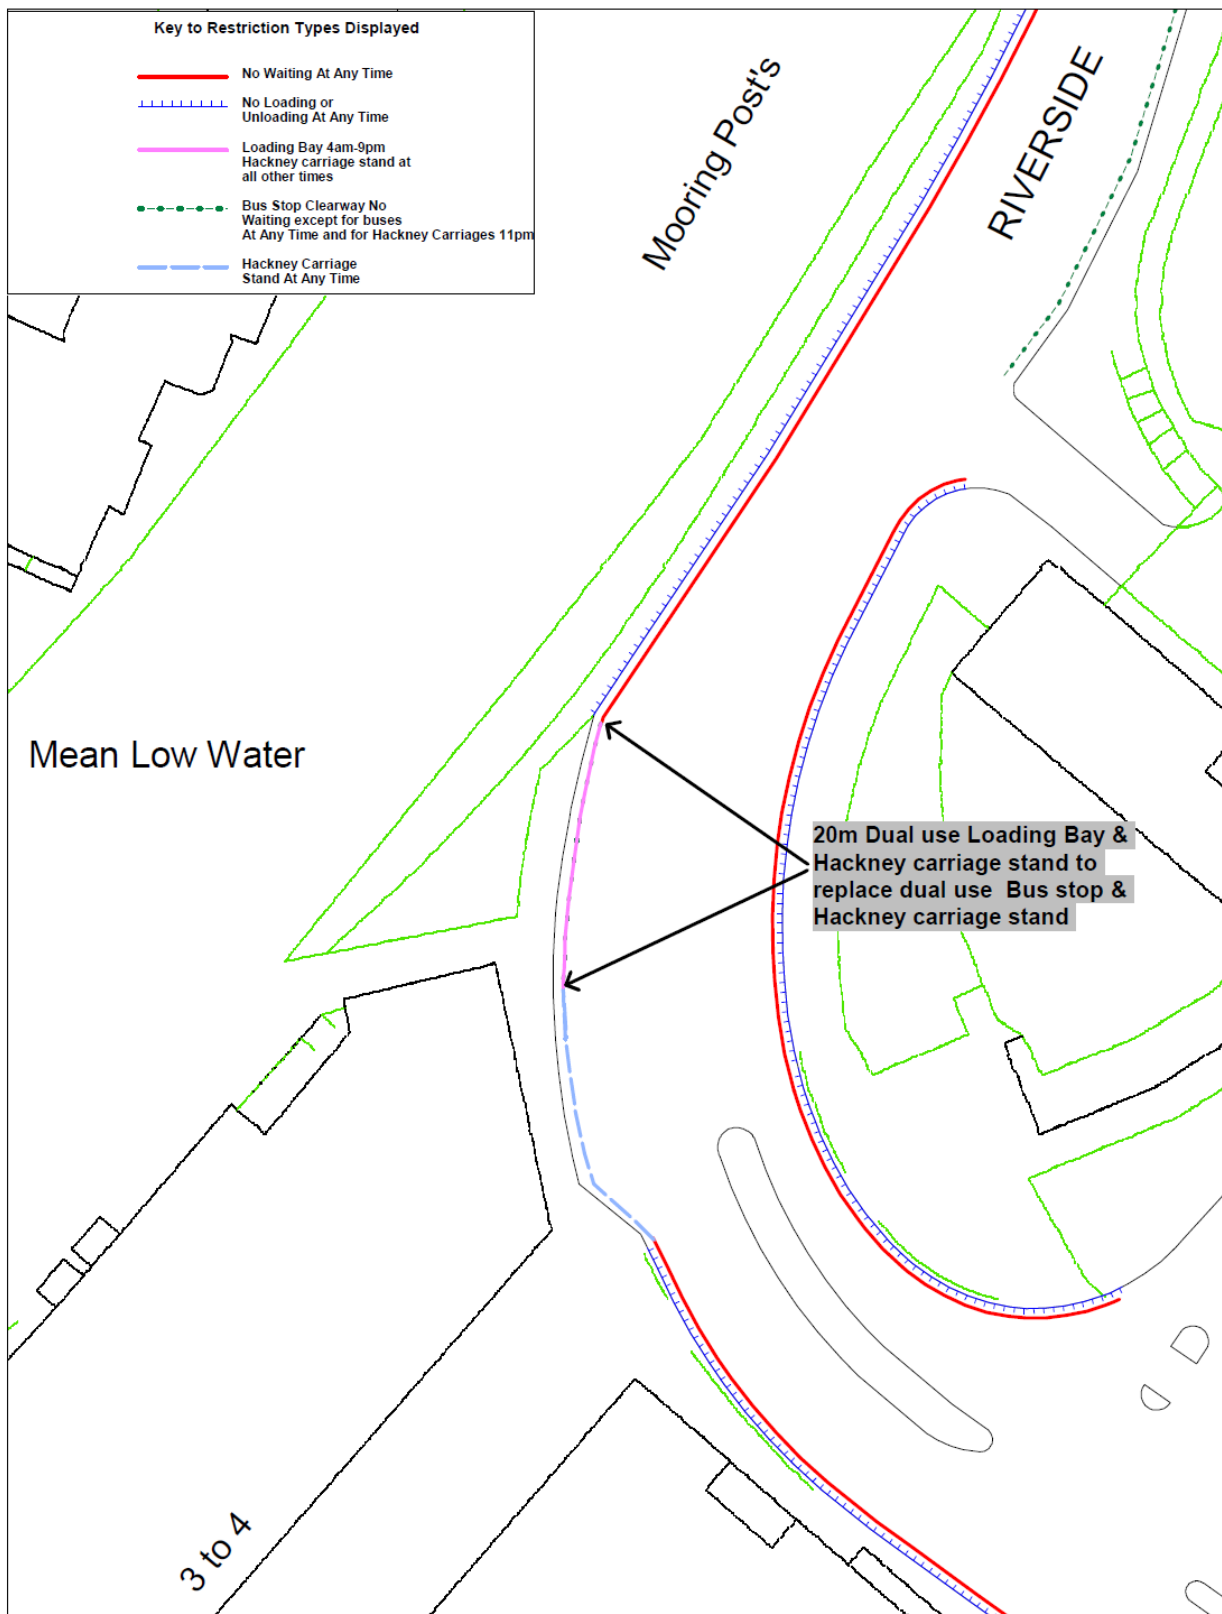 Key to Restriction Types Displayed
No Waiting At Any Time
No Loading or
Unloading At Any Time
Loading Bay 4am-9pm
Hackney carriage stand at
all other times
Bus Stop Clearway No
Waiting except for buses
At Any Time and for Hackney Carriages 11pm
Hackney Carriage
Stand At Any Time
Mooring Post's
RIVERSIDE
Mean Low Water
20m Dual use Loading Bay &
Hackney carriage stand to
replace dual use Bus stop &
Hackney carriage stand
3 to 4